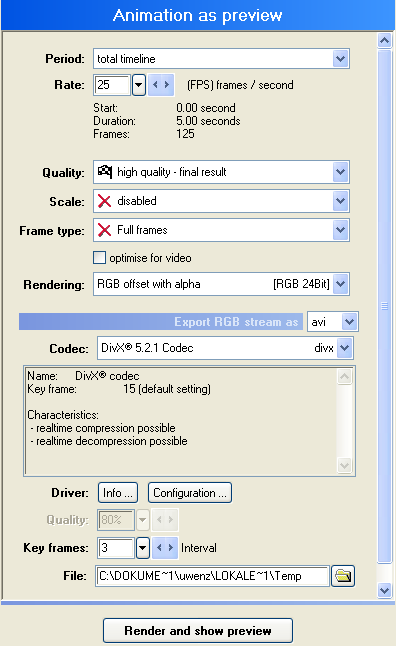 Animation as preview
Period: total timeline
Rate: 25 (FPS) frames / second
Start: 0.00 second
Duration: 5.00 seconds
Frames: 125
Quality: high quality - final result
Scale: disabled
Frame type: Full frames
optimise for video
Rendering: RGB offset with alpha [RGB 24Bit]
Export RGB stream as avi
Codec: DivX® 5.2.1 Codec divx
Name: DivX® codec
Key frame: 15 (default setting)
Characteristics:
- realtime compression possible
- realtime decompression possible
Driver: Info ... Configuration ...
Quality: 80%
Key frames: 3 Interval
File: C:\DOKUME~1\uwenz\LOKALE~1\Temp
Render and show preview